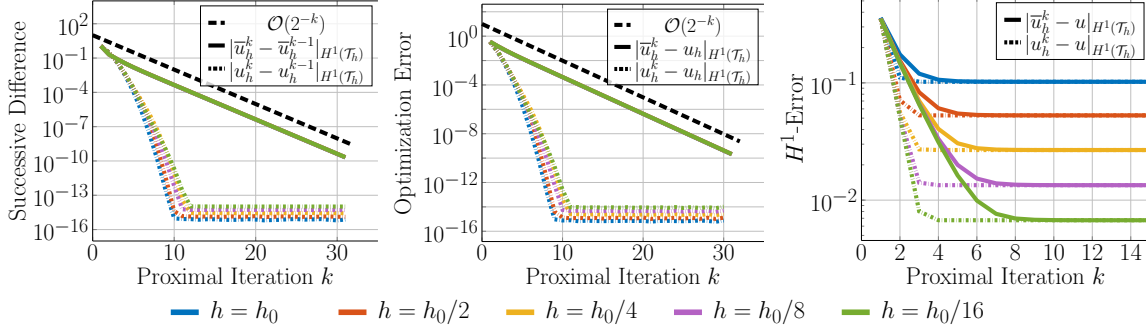 Successive Difference
10^2
10^{-1}
10^{-4}
10^{-7}
10^{-10}
10^{-13}
10^{-16}
0 10 20 30
Proximal Iteration k
O(2^{-k})
|ū_h^k − ū_h^{k−1}|_{H^1(T_h)}
|u_h^k − u_h^{k−1}|_{H^1(T_h)}
Optimization Error
10^0
10^{-4}
10^{-8}
10^{-12}
10^{-16}
0 10 20 30
Proximal Iteration k
O(2^{-k})
|ū_h^k − u_h|_{H^1(T_h)}
|u_h^k − u_h|_{H^1(T_h)}
H^1-Error
10^{-1}
10^{-2}
0 2 4 6 8 10 12 14
Proximal Iteration k
|ū_h^k − u|_{H^1(T_h)}
|u_h^k − u|_{H^1(T_h)}
h = h_0 h = h_0/2 h = h_0/4 h = h_0/8 h = h_0/16